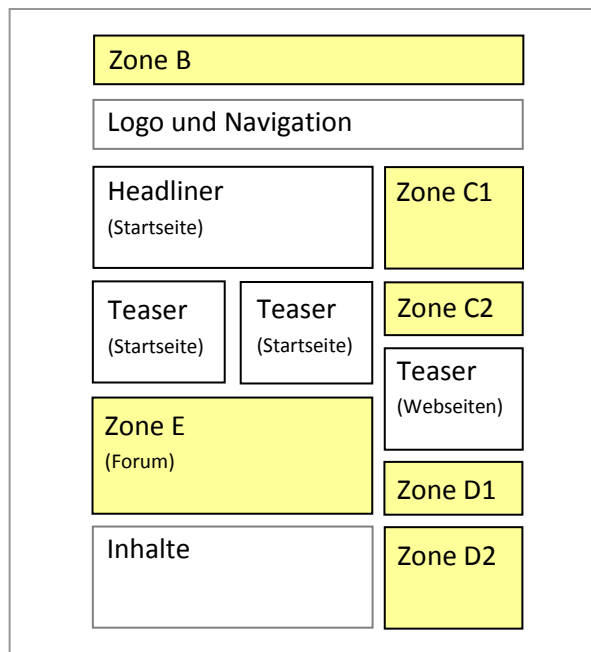 Zone B
Logo und Navigation
Headliner
(Startseite)
Zone C1
Teaser
(Startseite)
Teaser
(Startseite)
Zone C2
Teaser
(Webseiten)
Zone E
(Forum)
Zone D1
Inhalte
Zone D2